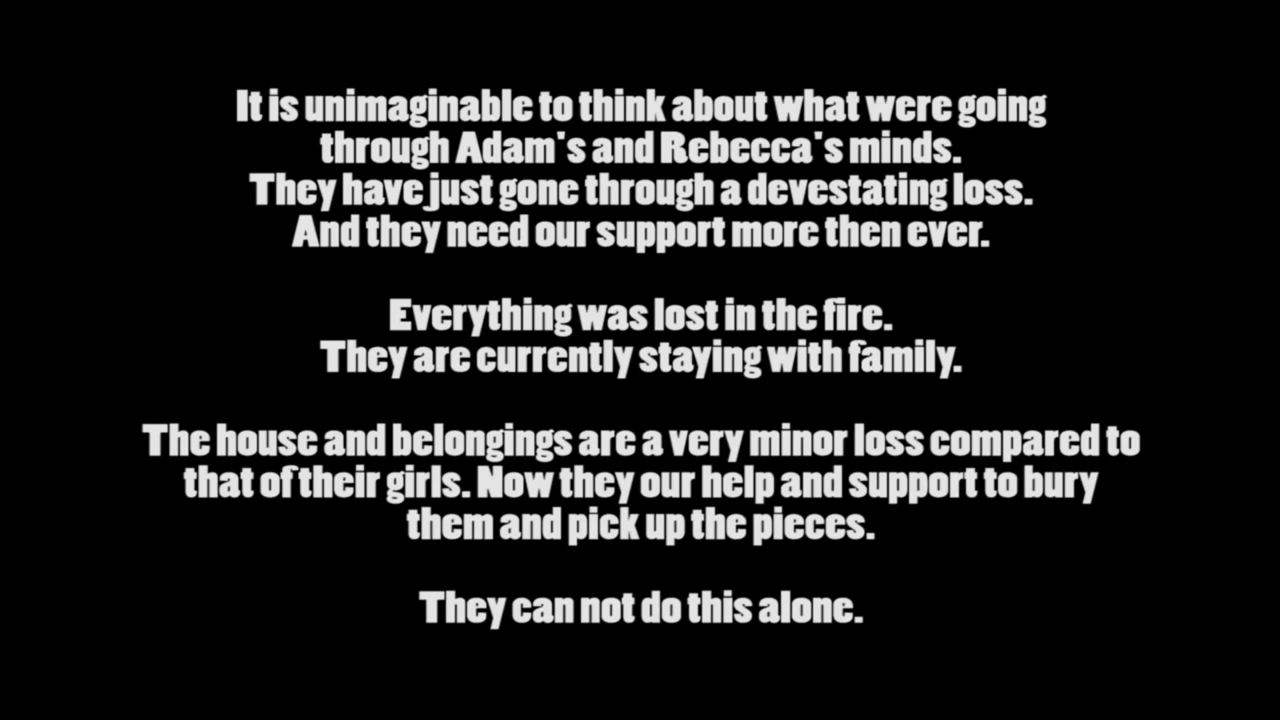 It is unimaginable to think about what were going
through Adam's and Rebecca's minds.
They have just gone through a devestating loss.
And they need our support more then ever.
Everything was lost in the fire.
They are currently staying with family.
The house and belongings are a very minor loss compared to
that of their girls. Now they our help and support to bury
them and pick up the pieces.
They can not do this alone.